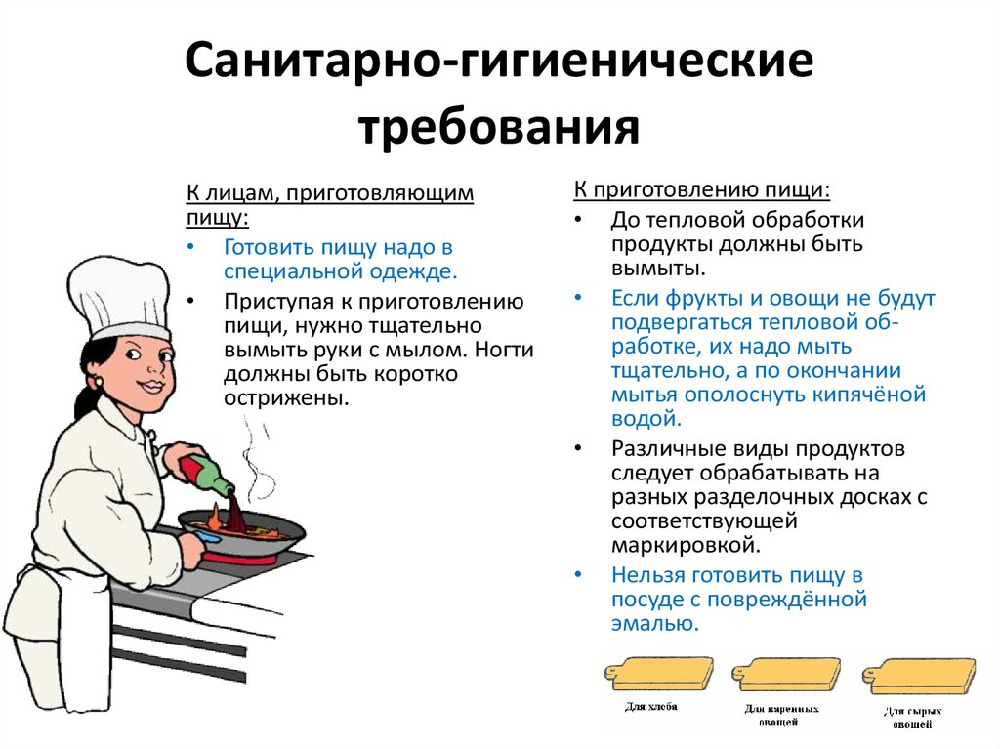 Санитарно-гигиенические
требования
К лицам, приготовляющим
пищу:
• Готовить пищу надо в
специальной одежде.
• Приступая к приготовлению
пищи, нужно тщательно
вымыть руки с мылом. Ногти
должны быть коротко
острижены.
К приготовлению пищи:
• До тепловой обработки
продукты должны быть
вымыты.
• Если фрукты и овощи не будут
подвергаться тепловой об-
работке, их надо мыть
тщательно, а по окончании
мытья ополоснуть кипячёной
водой.
• Различные виды продуктов
следует обрабатывать на
разных разделочных досках с
соответствующей
маркировкой.
• Нельзя готовить пищу в
посуде с повреждённой
эмалью.
Для хлеба
Для варенных
овощей
Для сырых
овощей